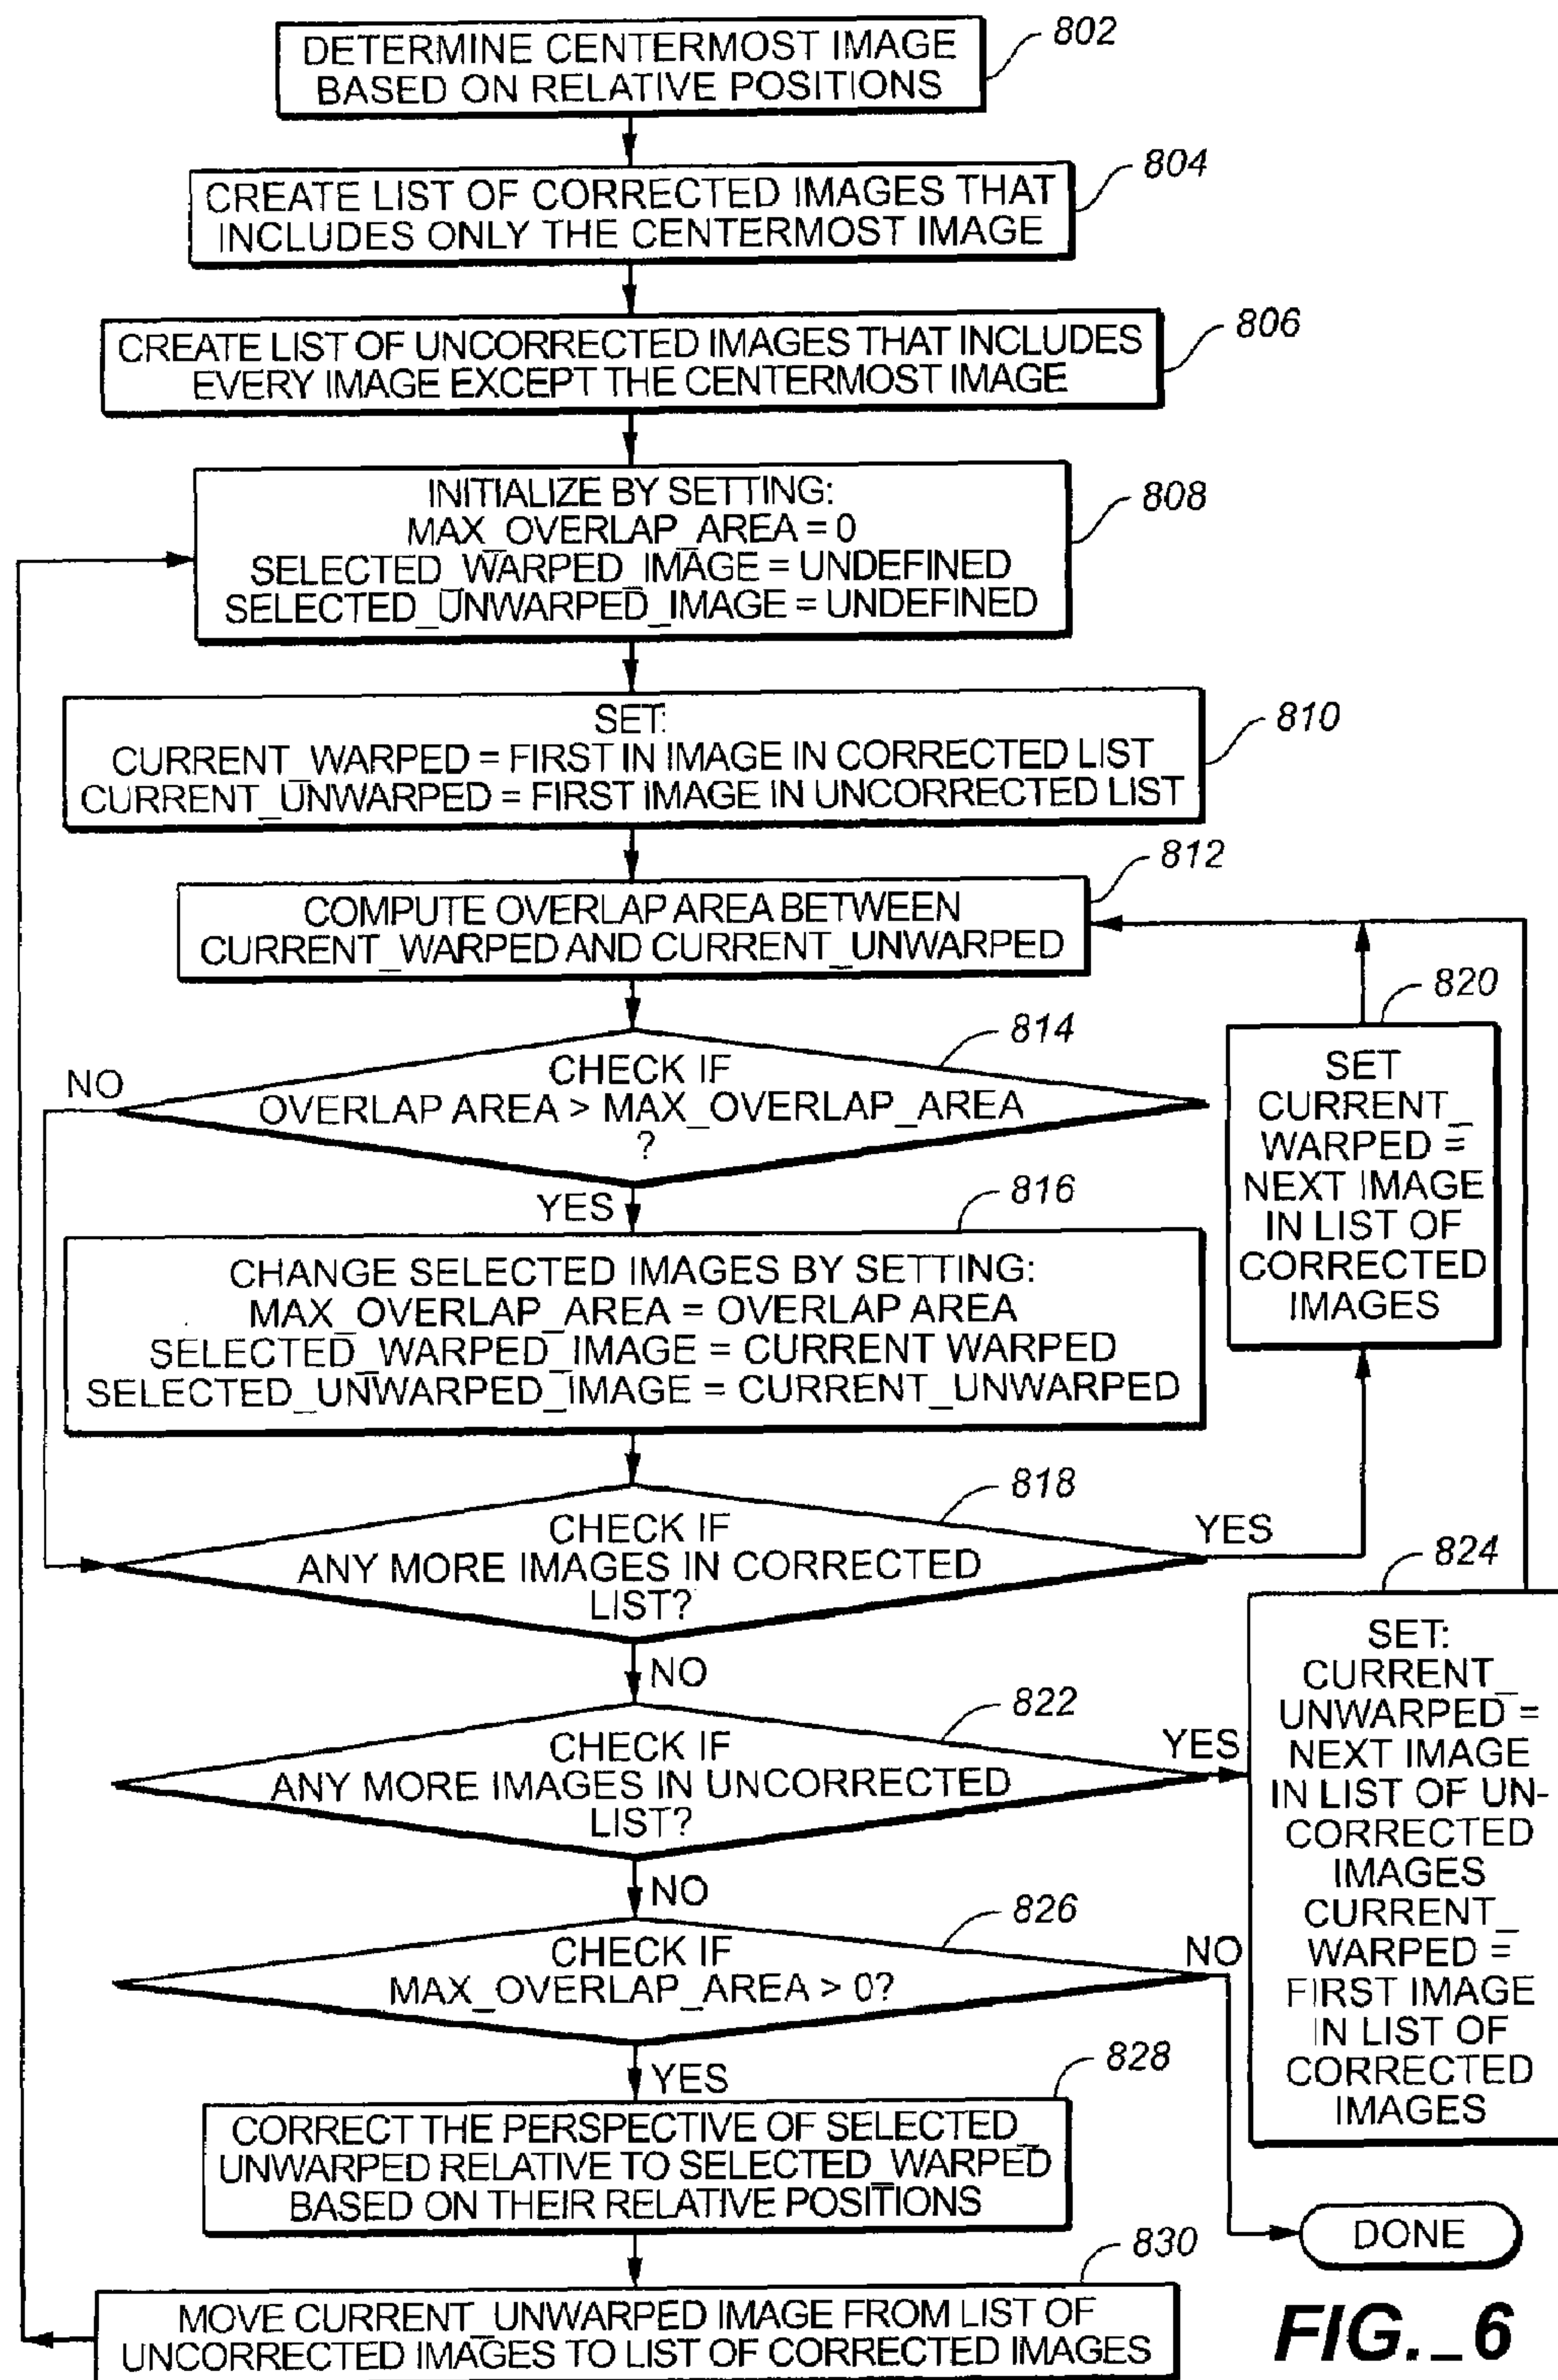 DETERMINE CENTERMOST IMAGE
BASED ON RELATIVE POSITIONS
802
CREATE LIST OF CORRECTED IMAGES THAT
INCLUDES ONLY THE CENTERMOST IMAGE
804
CREATE LIST OF UNCORRECTED IMAGES THAT INCLUDES
EVERY IMAGE EXCEPT THE CENTERMOST IMAGE
806
INITIALIZE BY SETTING:
MAX_OVERLAP_AREA = 0
SELECTED_WARPED_IMAGE = UNDEFINED
SELECTED_UNWARPED_IMAGE = UNDEFINED
808
SET:
CURRENT_WARPED = FIRST IN IMAGE IN CORRECTED LIST
CURRENT_UNWARPED = FIRST IMAGE IN UNCORRECTED LIST
810
COMPUTE OVERLAP AREA BETWEEN
CURRENT_WARPED AND CURRENT_UNWARPED
812
CHECK IF
OVERLAP AREA > MAX_OVERLAP_AREA
?
814
NO
YES
CHANGE SELECTED IMAGES BY SETTING:
MAX_OVERLAP_AREA = OVERLAP AREA
SELECTED_WARPED_IMAGE = CURRENT WARPED
SELECTED_UNWARPED_IMAGE = CURRENT_UNWARPED
816
CHECK IF
ANY MORE IMAGES IN CORRECTED
LIST?
818
YES
NO
SET
CURRENT_
WARPED =
NEXT IMAGE
IN LIST OF
CORRECTED
IMAGES
820
CHECK IF
ANY MORE IMAGES IN UNCORRECTED
LIST?
822
YES
NO
SET:
CURRENT_
UNWARPED =
NEXT IMAGE
IN LIST OF UN-
CORRECTED
IMAGES
CURRENT_
WARPED =
FIRST IMAGE
IN LIST OF
CORRECTED
IMAGES
824
CHECK IF
MAX_OVERLAP_AREA > 0?
826
NO
YES
CORRECT THE PERSPECTIVE OF SELECTED_
UNWARPED RELATIVE TO SELECTED_WARPED
BASED ON THEIR RELATIVE POSITIONS
828
DONE
MOVE CURRENT_UNWARPED IMAGE FROM LIST OF
UNCORRECTED IMAGES TO LIST OF CORRECTED IMAGES
830
FIG._6